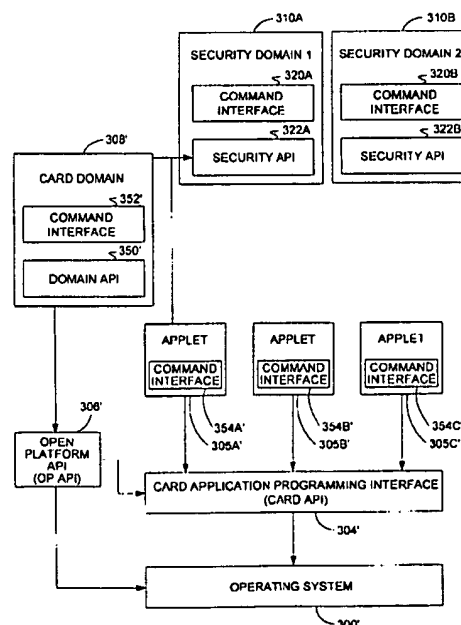 310A
310B
SECURITY DOMAIN 1
320A
COMMAND
INTERFACE
322A
SECURITY API
SECURITY DOMAIN 2
320B
COMMAND
INTERFACE
322B
SECURITY API
308'
CARD DOMAIN
352'
COMMAND
INTERFACE
350'
DOMAIN API
APPLET
COMMAND
INTERFACE
354A'
305A'
APPLET
COMMAND
INTERFACE
354B'
305B'
APPLET
COMMAND
INTERFACE
354C'
305C'
306'
OPEN
PLATFORM
API
(OP API)
CARD APPLICATION PROGRAMMING INTERFACE
(CARD API)
304'
OPERATING SYSTEM
300'